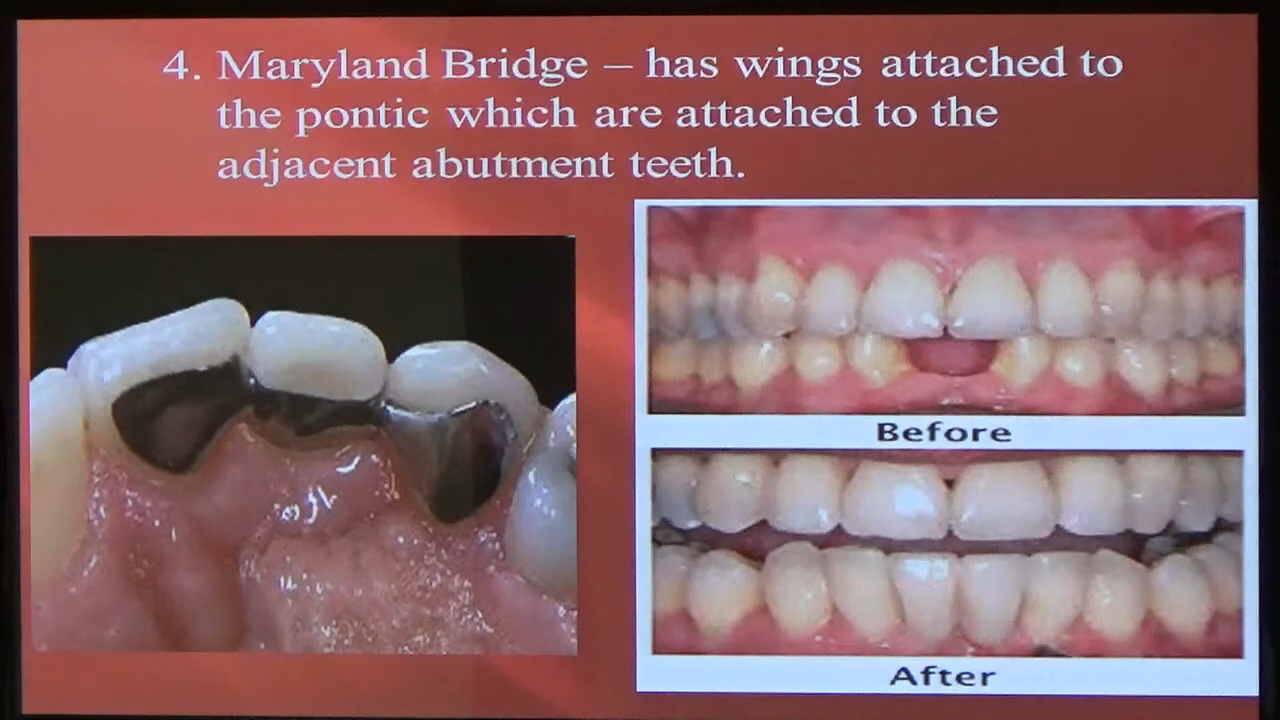 4. Maryland Bridge – has wings attached to
the pontic which are attached to the
adjacent abutment teeth.
Before
After